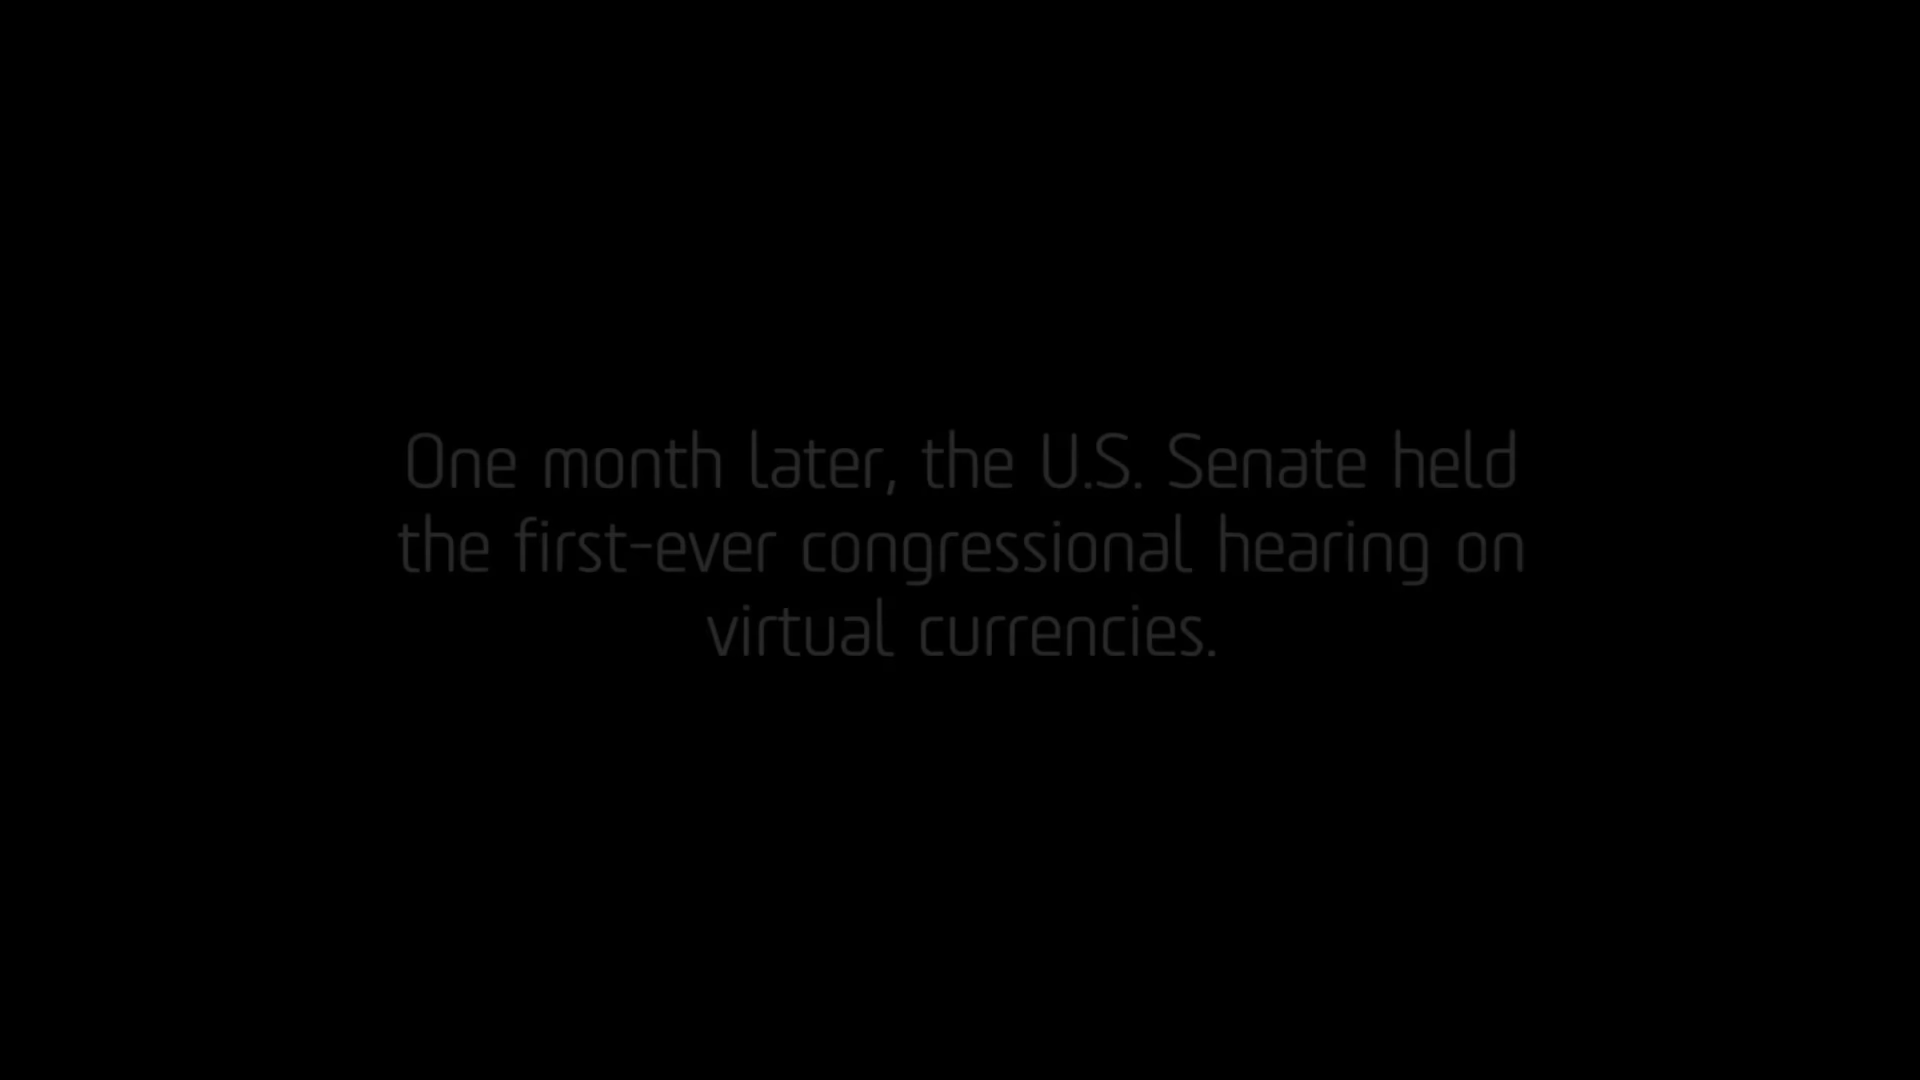 One month later, the U.S. Senate held
the first-ever congressional hearing on
virtual currencies.